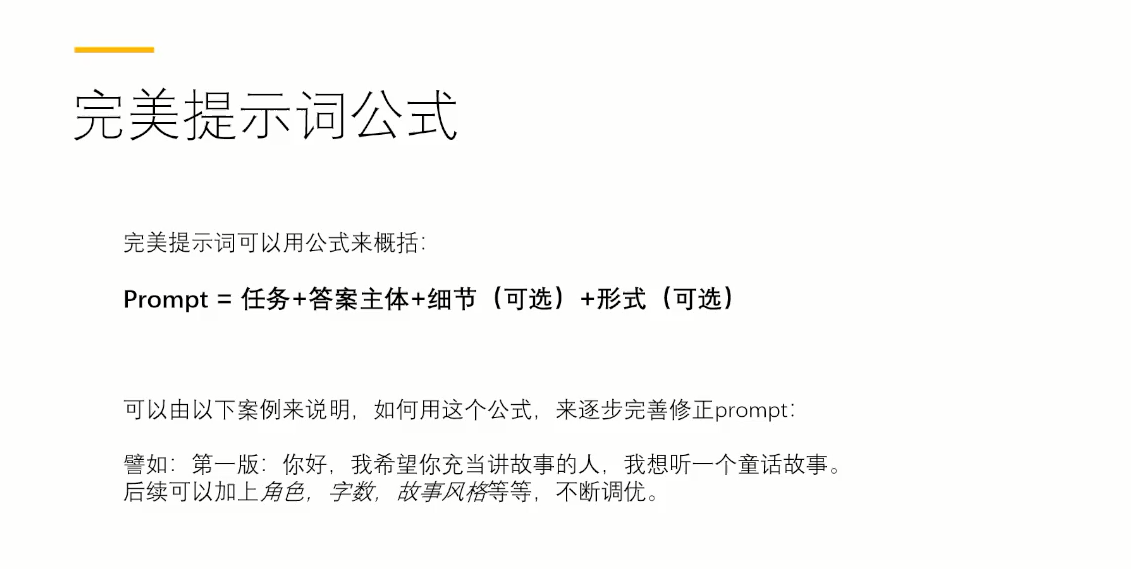 完美提示词公式
完美提示词可以用公式来概括：
Prompt = 任务+答案主体+细节（可选）+形式（可选）
可以由以下案例来说明，如何用这个公式，来逐步完善修正prompt：
譬如：第一版：你好，我希望你充当讲故事的人，我想听一个童话故事。
后续可以加上角色，字数，故事风格等等，不断调优。